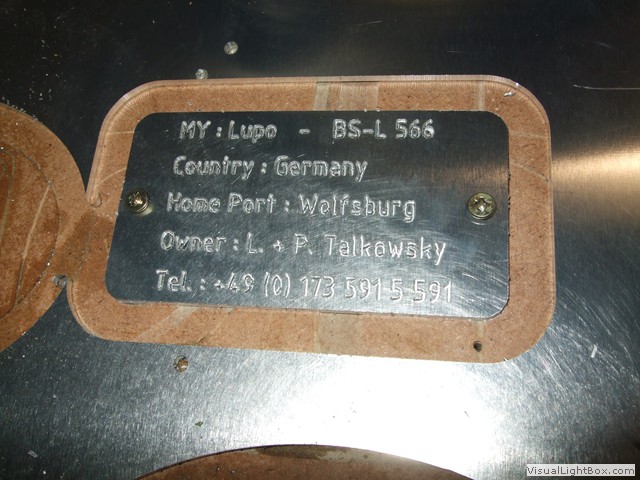 MY : Lupo - BS-L 566
Country : Germany
Home Port : Wolfsburg
Owner : L. + P. Talkowsky
Tel. : +49 (0) 173 591 5 591
VisualLightBox.com